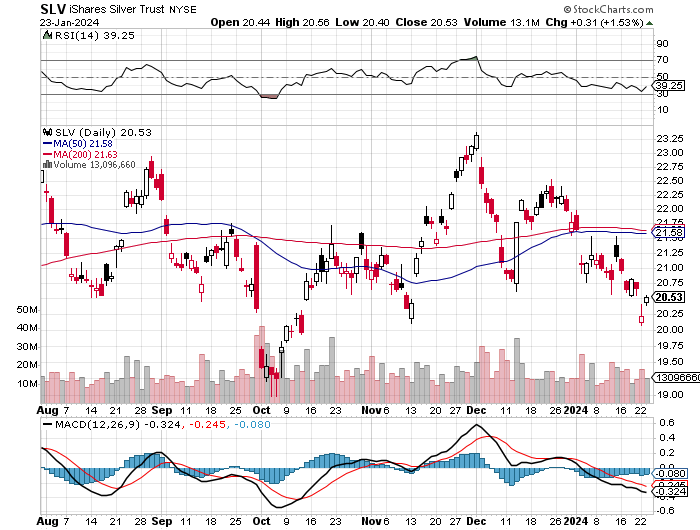 SLV iShares Silver Trust NYSE © StockCharts.com
23-Jan-2024 Open 20.44 High 20.56 Low 20.40 Close 20.53 Volume 13.1M Chg +0.31 (+1.53%)
RSI(14) 39.25
90
70
50
39.25
30
10
SLV (Daily) 20.53
MA(50) 21.58
MA(200) 21.63
Volume 13,096,660
23.25
23.00
22.75
22.50
22.25
22.00
21.75
21.58
21.50
21.25
21.00
20.75
20.53
20.25
20.00
19.75
19.50
13096660
19.00
50M
40M
30M
20M
10M
Aug 7 14 21 28 Sep 11 18 25 Oct 9 16 23 Nov 6 13 20 27 Dec 11 18 26 2024 8 16 22
MACD(12,26,9) -0.324, -0.245, -0.080
0.6
0.4
0.2
0.0
-0.080
-0.245
-0.324
-0.4
-0.6
Aug 7 14 21 28 Sep 11 18 25 Oct 9 16 23 Nov 6 13 20 27 Dec 11 18 26 2024 8 16 22